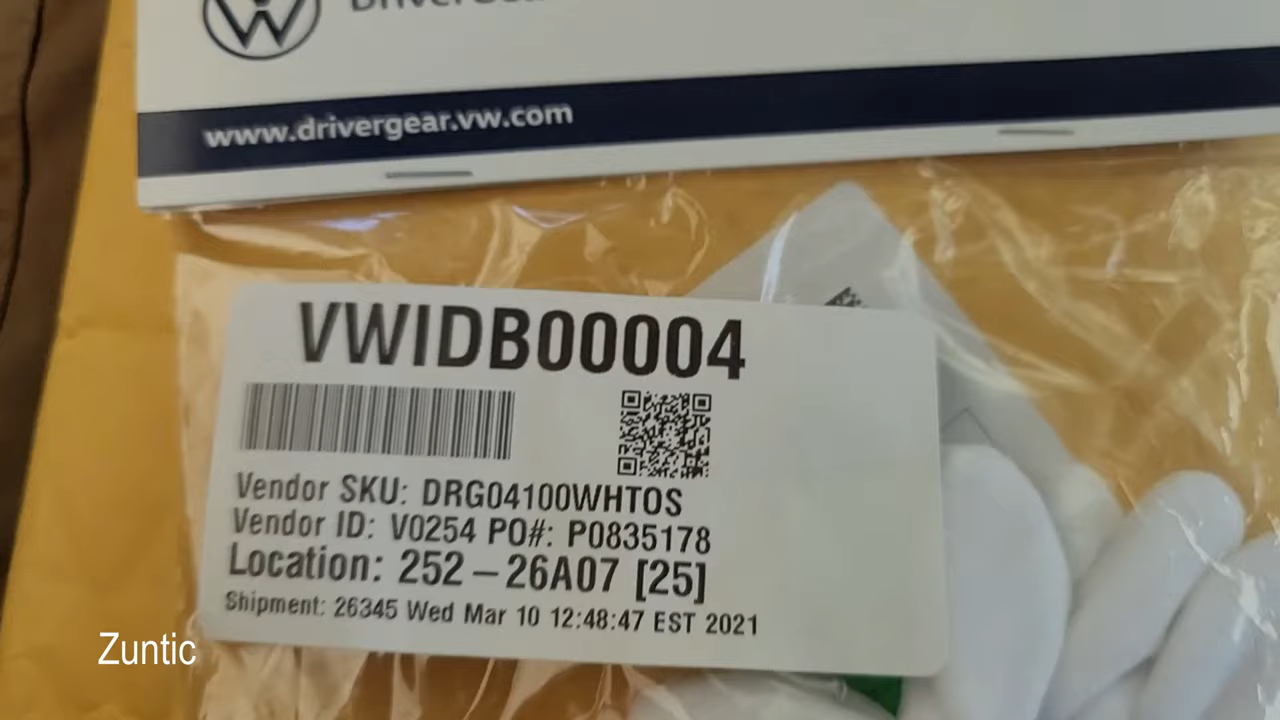 www.drivergear.vw.com
VWIDB00004
Vendor SKU: DRG04100WHTOS
Vendor ID: V0254 PO#: P0835178
Location: 252 – 26A07 [25]
Shipment: 26345 Wed Mar 10 12:48:47 EST 2021
Zuntic